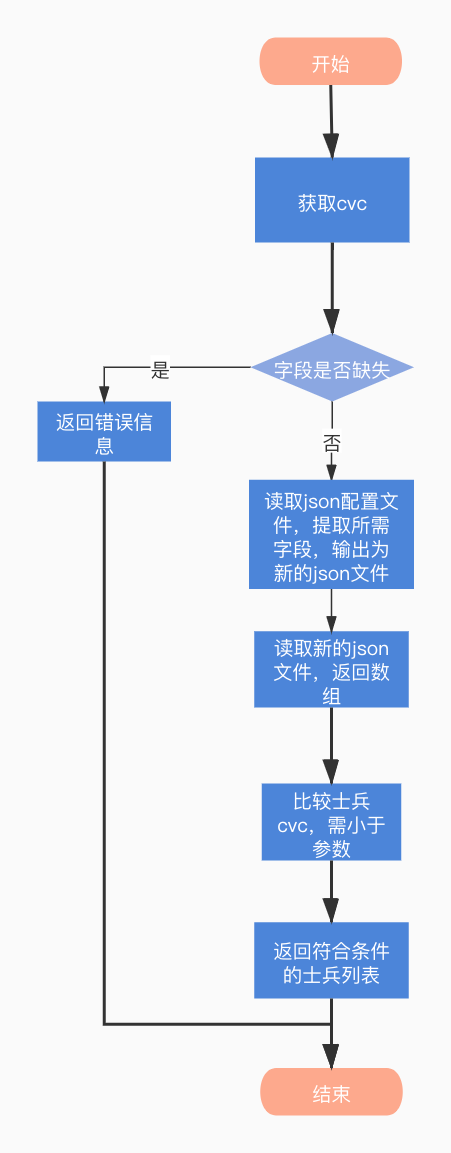 开始
获取cvc
字段是否缺失
是
返回错误信
息
否
读取json配置文
件，提取所需
字段，输出为
新的json文件
读取新的json
文件，返回数
组
比较士兵
cvc，需小于
参数
返回符合条件
的士兵列表
结束